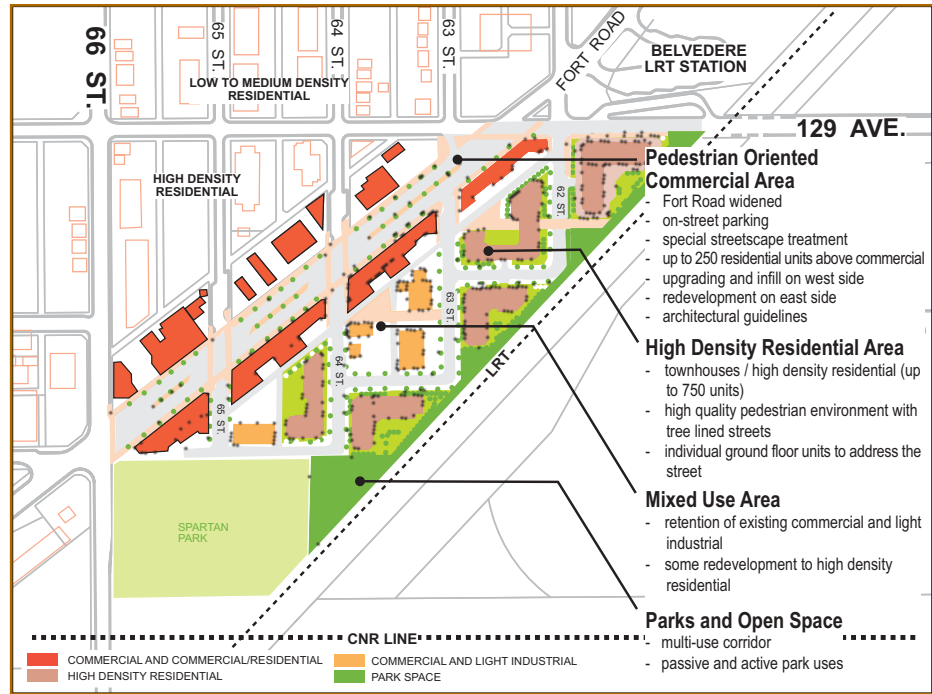 66 ST.
65 ST.
64 ST.
63 ST.
FORT ROAD
BELVEDERE
LRT STATION
LOW TO MEDIUM DENSITY
RESIDENTIAL
129 AVE.
HIGH DENSITY
RESIDENTIAL
62 ST.
63 ST.
64 ST.
65 ST.
LRT
SPARTAN
PARK
Pedestrian Oriented
Commercial Area
- Fort Road widened
- on-street parking
- special streetscape treatment
- up to 250 residential units above commercial
- upgrading and infill on west side
- redevelopment on east side
- architectural guidelines
High Density Residential Area
- townhouses / high density residential (up
to 750 units)
- high quality pedestrian environment with
tree lined streets
- individual ground floor units to address the
street
Mixed Use Area
- retention of existing commercial and light
industrial
- some redevelopment to high density
residential
Parks and Open Space
- multi-use corridor
- passive and active park uses
CNR LINE
COMMERCIAL AND COMMERCIAL/RESIDENTIAL
HIGH DENSITY RESIDENTIAL
COMMERCIAL AND LIGHT INDUSTRIAL
PARK SPACE